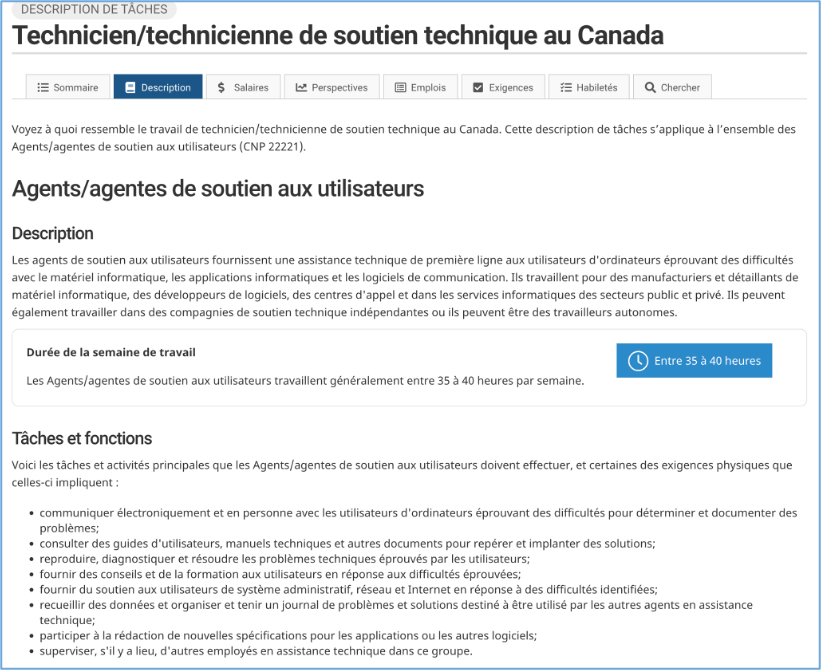 DESCRIPTION DE TÂCHES
Technicien/technicienne de soutien technique au Canada
Sommaire Description Salaires Perspectives Emplois Exigences Habiletés Chercher
Voyez à quoi ressemble le travail de technicien/technicienne de soutien technique au Canada. Cette description de tâches s'applique à l'ensemble des
Agents/agentes de soutien aux utilisateurs (CNP 22221).
Agents/agentes de soutien aux utilisateurs
Description
Les agents de soutien aux utilisateurs fournissent une assistance technique de première ligne aux utilisateurs d'ordinateurs éprouvant des difficultés
avec le matériel informatique, les applications informatiques et les logiciels de communication. Ils travaillent pour des manufacturiers et détaillants de
matériel informatique, des développeurs de logiciels, des centres d'appel et dans les services informatiques des secteurs public et privé. Ils peuvent
également travailler dans des compagnies de soutien technique indépendantes ou ils peuvent être des travailleurs autonomes.
Durée de la semaine de travail
Les Agents/agentes de soutien aux utilisateurs travaillent généralement entre 35 à 40 heures par semaine.
Entre 35 à 40 heures
Tâches et fonctions
Voici les tâches et activités principales que les Agents/agentes de soutien aux utilisateurs doivent effectuer, et certaines des exigences physiques que
celles-ci impliquent :
• communiquer électroniquement et en personne avec les utilisateurs d'ordinateurs éprouvant des difficultés pour déterminer et documenter des
problèmes;
• consulter des guides d'utilisateurs, manuels techniques et autres documents pour repérer et implanter des solutions;
• reproduire, diagnostiquer et résoudre les problèmes techniques éprouvés par les utilisateurs;
• fournir des conseils et de la formation aux utilisateurs en réponse aux difficultés éprouvées;
• fournir du soutien aux utilisateurs de système administratif, réseau et Internet en réponse à des difficultés identifiées;
• recueillir des données et organiser et tenir un journal de problèmes et solutions destiné à être utilisé par les autres agents en assistance
technique;
• participer à la rédaction de nouvelles spécifications pour les applications ou les autres logiciels;
• superviser, s'il y a lieu, d'autres employés en assistance technique dans ce groupe.